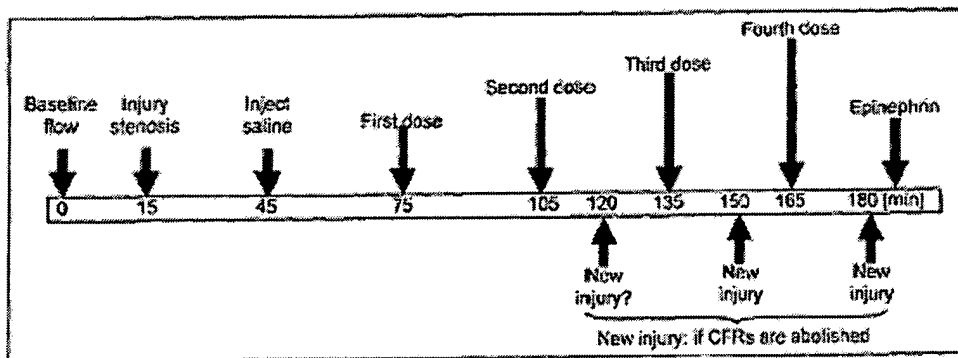 Fourth dose
Third dose
Second dose
Baseline
flow
Injury
stenosis
Inject
saline
First dose
Epinephrin
0 15 45 75 105 120 135 150 165 180 [min]
New
injury?
New
injury
New
injury
New injury: if CFRs are abolished